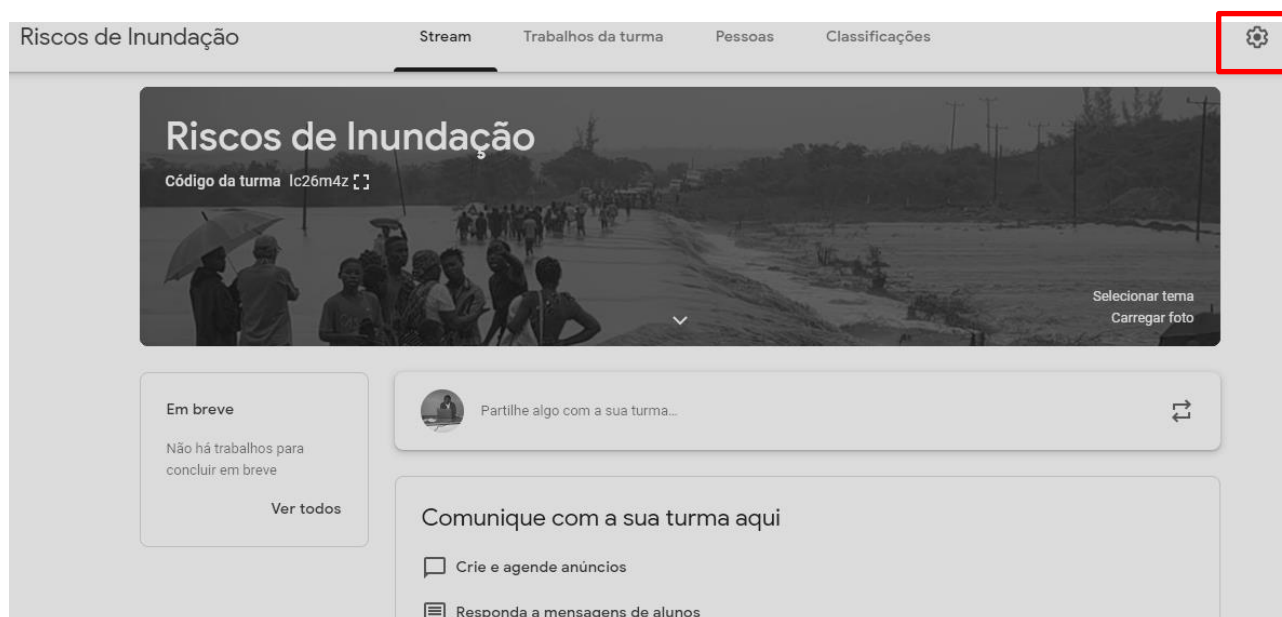 Riscos de Inundação
Stream Trabalhos da turma Pessoas Classificações
Riscos de Inundação
Código da turma lc26m4z
Selecionar tema
Carregar foto
Em breve
Não há trabalhos para
concluir em breve
Ver todos
Partilhe algo com a sua turma...
Comunique com a sua turma aqui
Crie e agende anúncios
Responda a mensagens de alunos